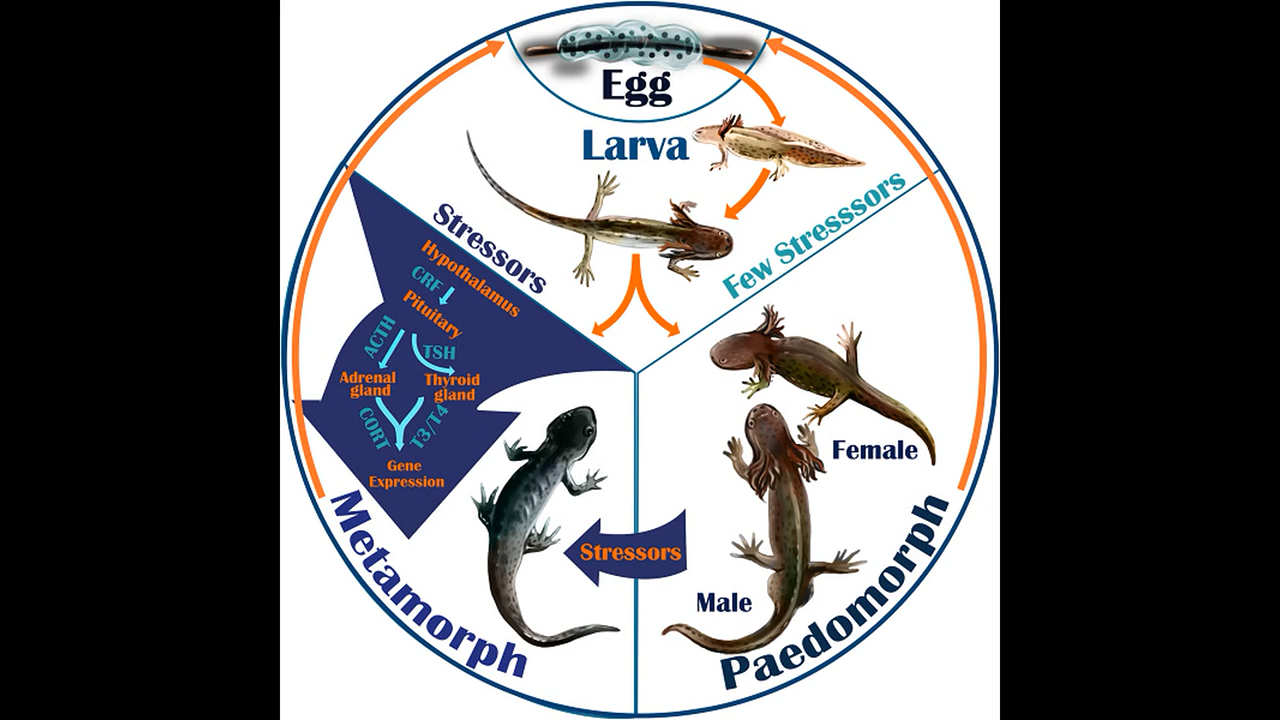 Egg
Larva
Stressors
Few Stresssors
Hypothalamus
CRF
Pituitary
ACTH
TSH
Adrenal
gland
Thyroid
gland
CORT
T3/T4
Gene
Expression
Female
Stressors
Male
Metamorph
Paedomorph